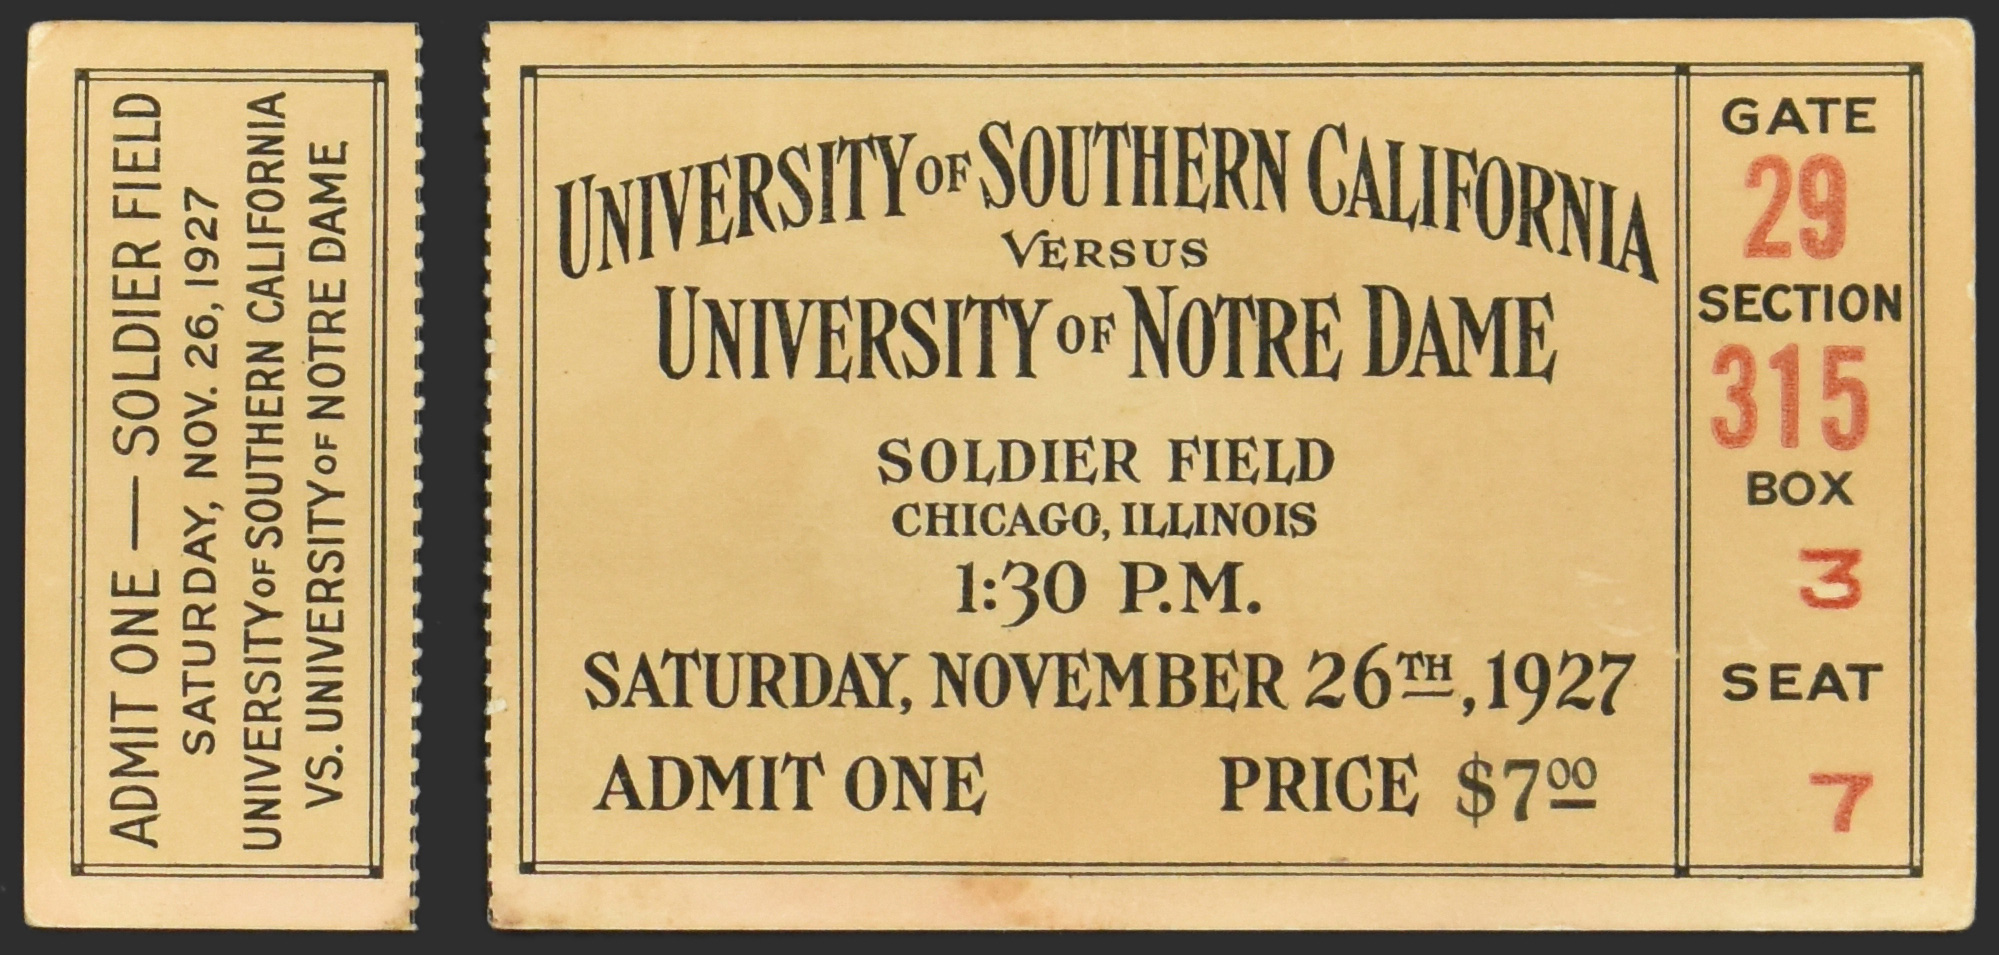 ADMIT ONE — SOLDIER FIELD
SATURDAY, NOV. 26, 1927
UNIVERSITY OF SOUTHERN CALIFORNIA
VS. UNIVERSITY OF NOTRE DAME
UNIVERSITY OF SOUTHERN CALIFORNIA
VERSUS
UNIVERSITY OF NOTRE DAME
SOLDIER FIELD
CHICAGO, ILLINOIS
1:30 P.M.
SATURDAY, NOVEMBER 26TH, 1927
ADMIT ONE PRICE $700
GATE
29
SECTION
315
BOX
3
SEAT
7